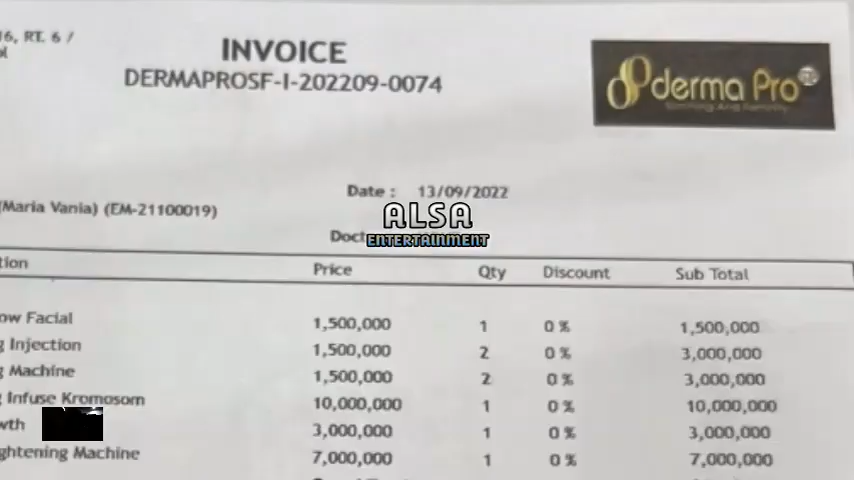 16, RT. 6 /
INVOICE
DERMAPROSF-I-202209-0074
derma Pro
Date : 13/09/2022
(Maria Vania) (EM-21100019)
ALSA
ENTERTAINMENT
Doct
tion Price Qty Discount Sub Total
ow Facial 1,500,000 1 0 % 1,500,000
g Injection 1,500,000 2 0 % 3,000,000
g Machine 1,500,000 2 0 % 3,000,000
g Infuse Kromosom 10,000,000 1 0 % 10,000,000
wth 3,000,000 1 0 % 3,000,000
ghtening Machine 7,000,000 1 0 % 7,000,000